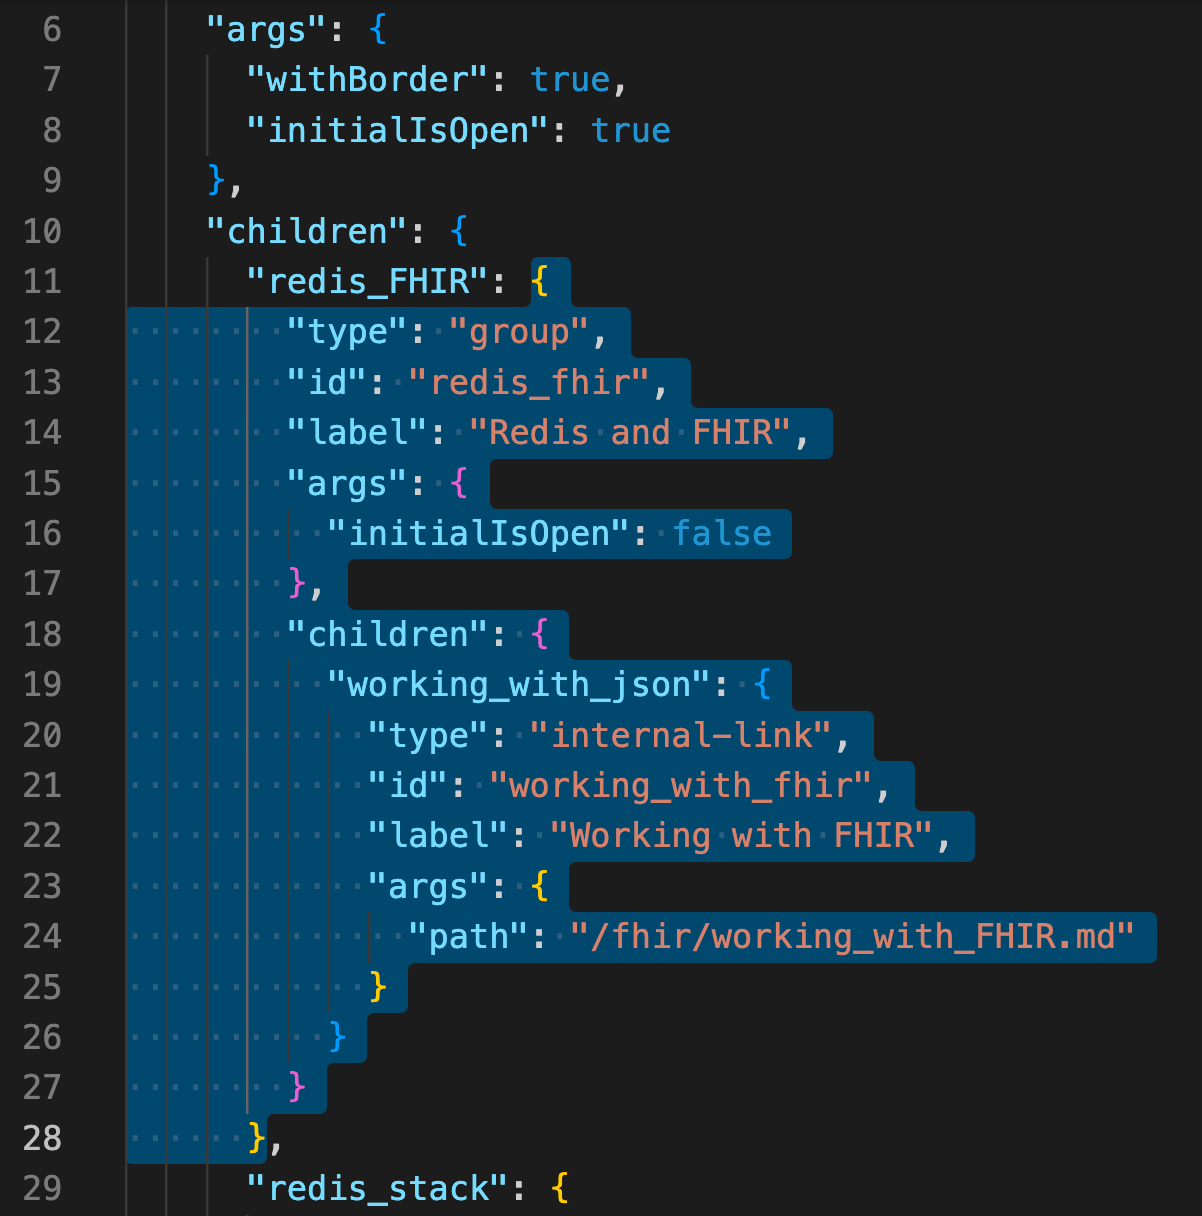 6 "args": {
7 "withBorder": true,
8 "initialIsOpen": true
9 },
10 "children": {
11 "redis_FHIR": {
12 "type": "group",
13 "id": "redis_fhir",
14 "label": "Redis and FHIR",
15 "args": {
16 "initialIsOpen": false
17 },
18 "children": {
19 "working_with_json": {
20 "type": "internal-link",
21 "id": "working_with_fhir",
22 "label": "Working with FHIR",
23 "args": {
24 "path": "/fhir/working_with_FHIR.md"
25 }
26 }
27 }
28 },
29 "redis_stack": {